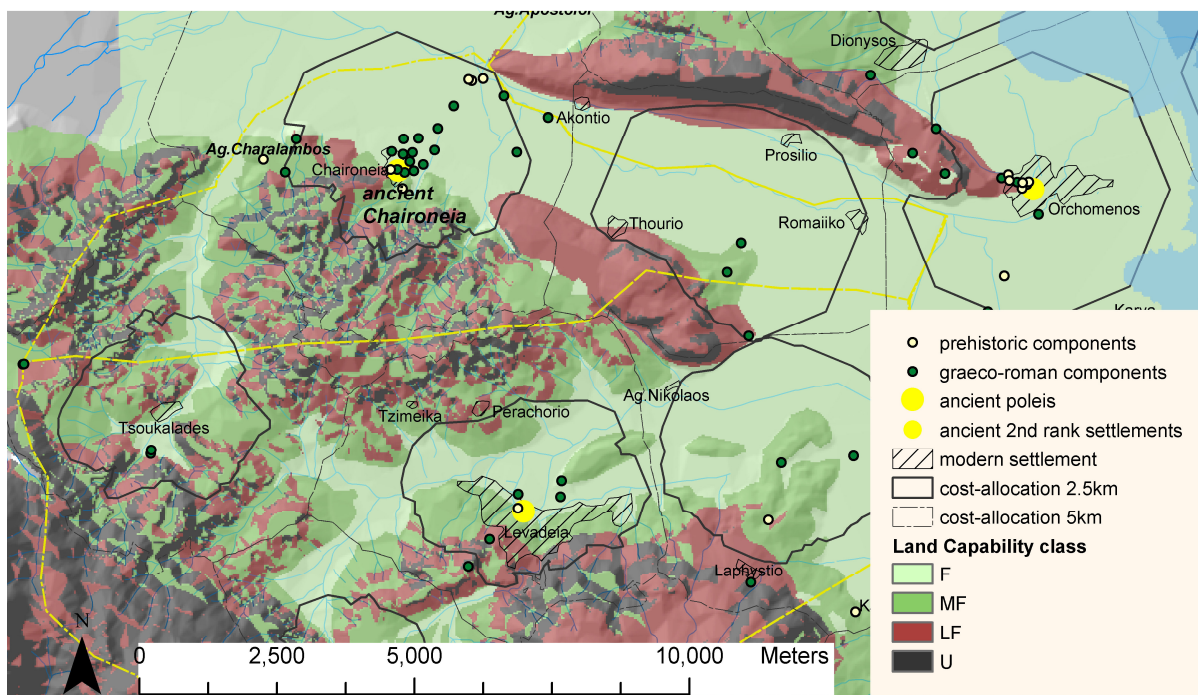 Ag.Apostoloi
Dionysos
Akontio
Ag.Charalambos
Prosilio
Chaironeia
ancient
Chaironeia
Orchomenos
Thourio
Romaiiko
Karya
Ag.Nikolaos
Tzimeika
Perachorio
Tsoukalades
Levadeia
Laphystio
K
prehistoric components
graeco-roman components
ancient poleis
ancient 2nd rank settlements
modern settlement
cost-allocation 2.5km
cost-allocation 5km
Land Capability class
F
MF
LF
U
N
0
2,500
5,000
10,000
Meters